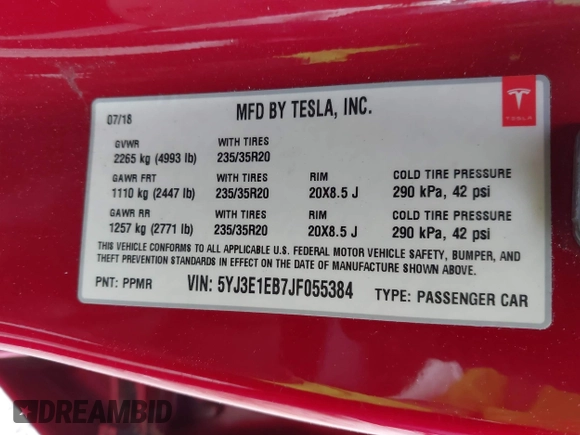 07/18
MFD BY TESLA, INC.
TESLA
GVWR WITH TIRES
2265 kg (4993 lb) 235/35R20
GAWR FRT WITH TIRES RIM COLD TIRE PRESSURE
1110 kg (2447 lb) 235/35R20 20X8.5 J 290 kPa, 42 psi
GAWR RR WITH TIRES RIM COLD TIRE PRESSURE
1257 kg (2771 lb) 235/35R20 20X8.5 J 290 kPa, 42 psi
THIS VEHICLE CONFORMS TO ALL APPLICABLE U.S. FEDERAL MOTOR VEHICLE SAFETY, BUMPER, AND
THEFT PREVENTION STANDARDS IN EFFECT ON DATE OF MANUFACTURE SHOWN ABOVE.
PNT: PPMR VIN: 5YJ3E1EB7JF055384 TYPE: PASSENGER CAR
DREAMBID